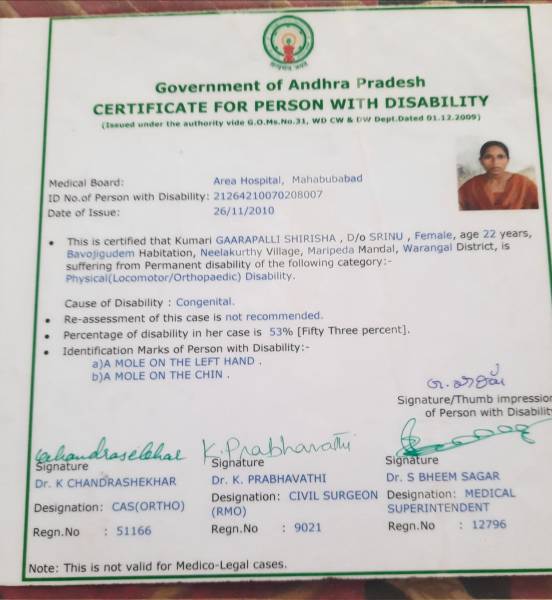 Government of Andhra Pradesh
CERTIFICATE FOR PERSON WITH DISABILITY
(Issued under the authority vide G.O.Ms.No.31, WD CW & DW Dept.Dated 01.12.2009)
Medical Board: Area Hospital, Mahabubabad
ID No.of Person with Disability: 21264210070208007
Date of Issue: 26/11/2010
• This is certified that Kumari GAARAPALLI SHIRISHA , D/o SRINU , Female, age 22 years,
Bavojigudem Habitation, Neelakurthy Village, Maripeda Mandal, Warangal District, is
suffering from Permanent disability of the following category:-
Physical(Locomotor/Orthopaedic) Disability.
Cause of Disability : Congenital.
• Re-assessment of this case is not recommended.
• Percentage of disability in her case is 53% [Fifty Three percent].
• Identification Marks of Person with Disability:-
a)A MOLE ON THE LEFT HAND .
b)A MOLE ON THE CHIN .
Signature/Thumb impression
of Person with Disability
Chandrasekhar K. Prabhavathi
Signature Signature Signature
Dr. K CHANDRASHEKHAR Dr. K. PRABHAVATHI Dr. S BHEEM SAGAR
Designation: CAS(ORTHO) Designation: CIVIL SURGEON Designation: MEDICAL
(RMO) SUPERINTENDENT
Regn.No : 51166 Regn.No : 9021 Regn.No : 12796
Note: This is not valid for Medico-Legal cases.